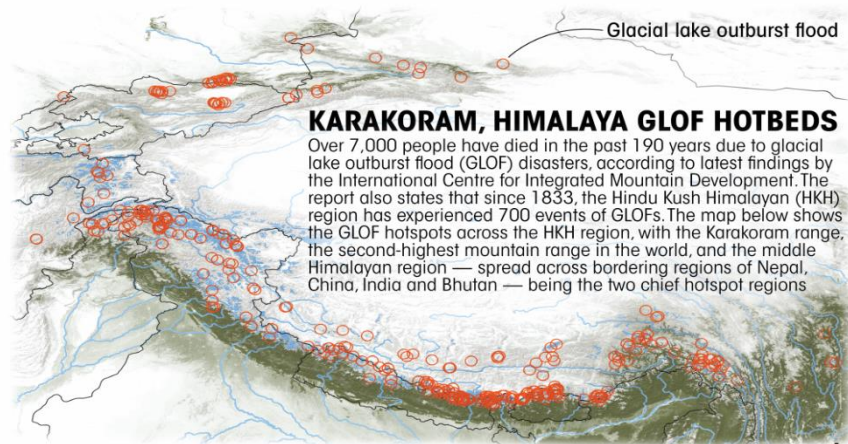 Glacial lake outburst flood
KARAKORAM, HIMALAYA GLOF HOTBEDS
Over 7,000 people have died in the past 190 years due to glacial
lake outburst flood (GLOF) disasters, according to latest findings by
the International Centre for Integrated Mountain Development. The
report also states that since 1833, the Hindu Kush Himalayan (HKH)
region has experienced 700 events of GLOFs. The map below shows
the GLOF hotspots across the HKH region, with the Karakoram range,
the second-highest mountain range in the world, and the middle
Himalayan region — spread across bordering regions of Nepal,
China, India and Bhutan — being the two chief hotspot regions